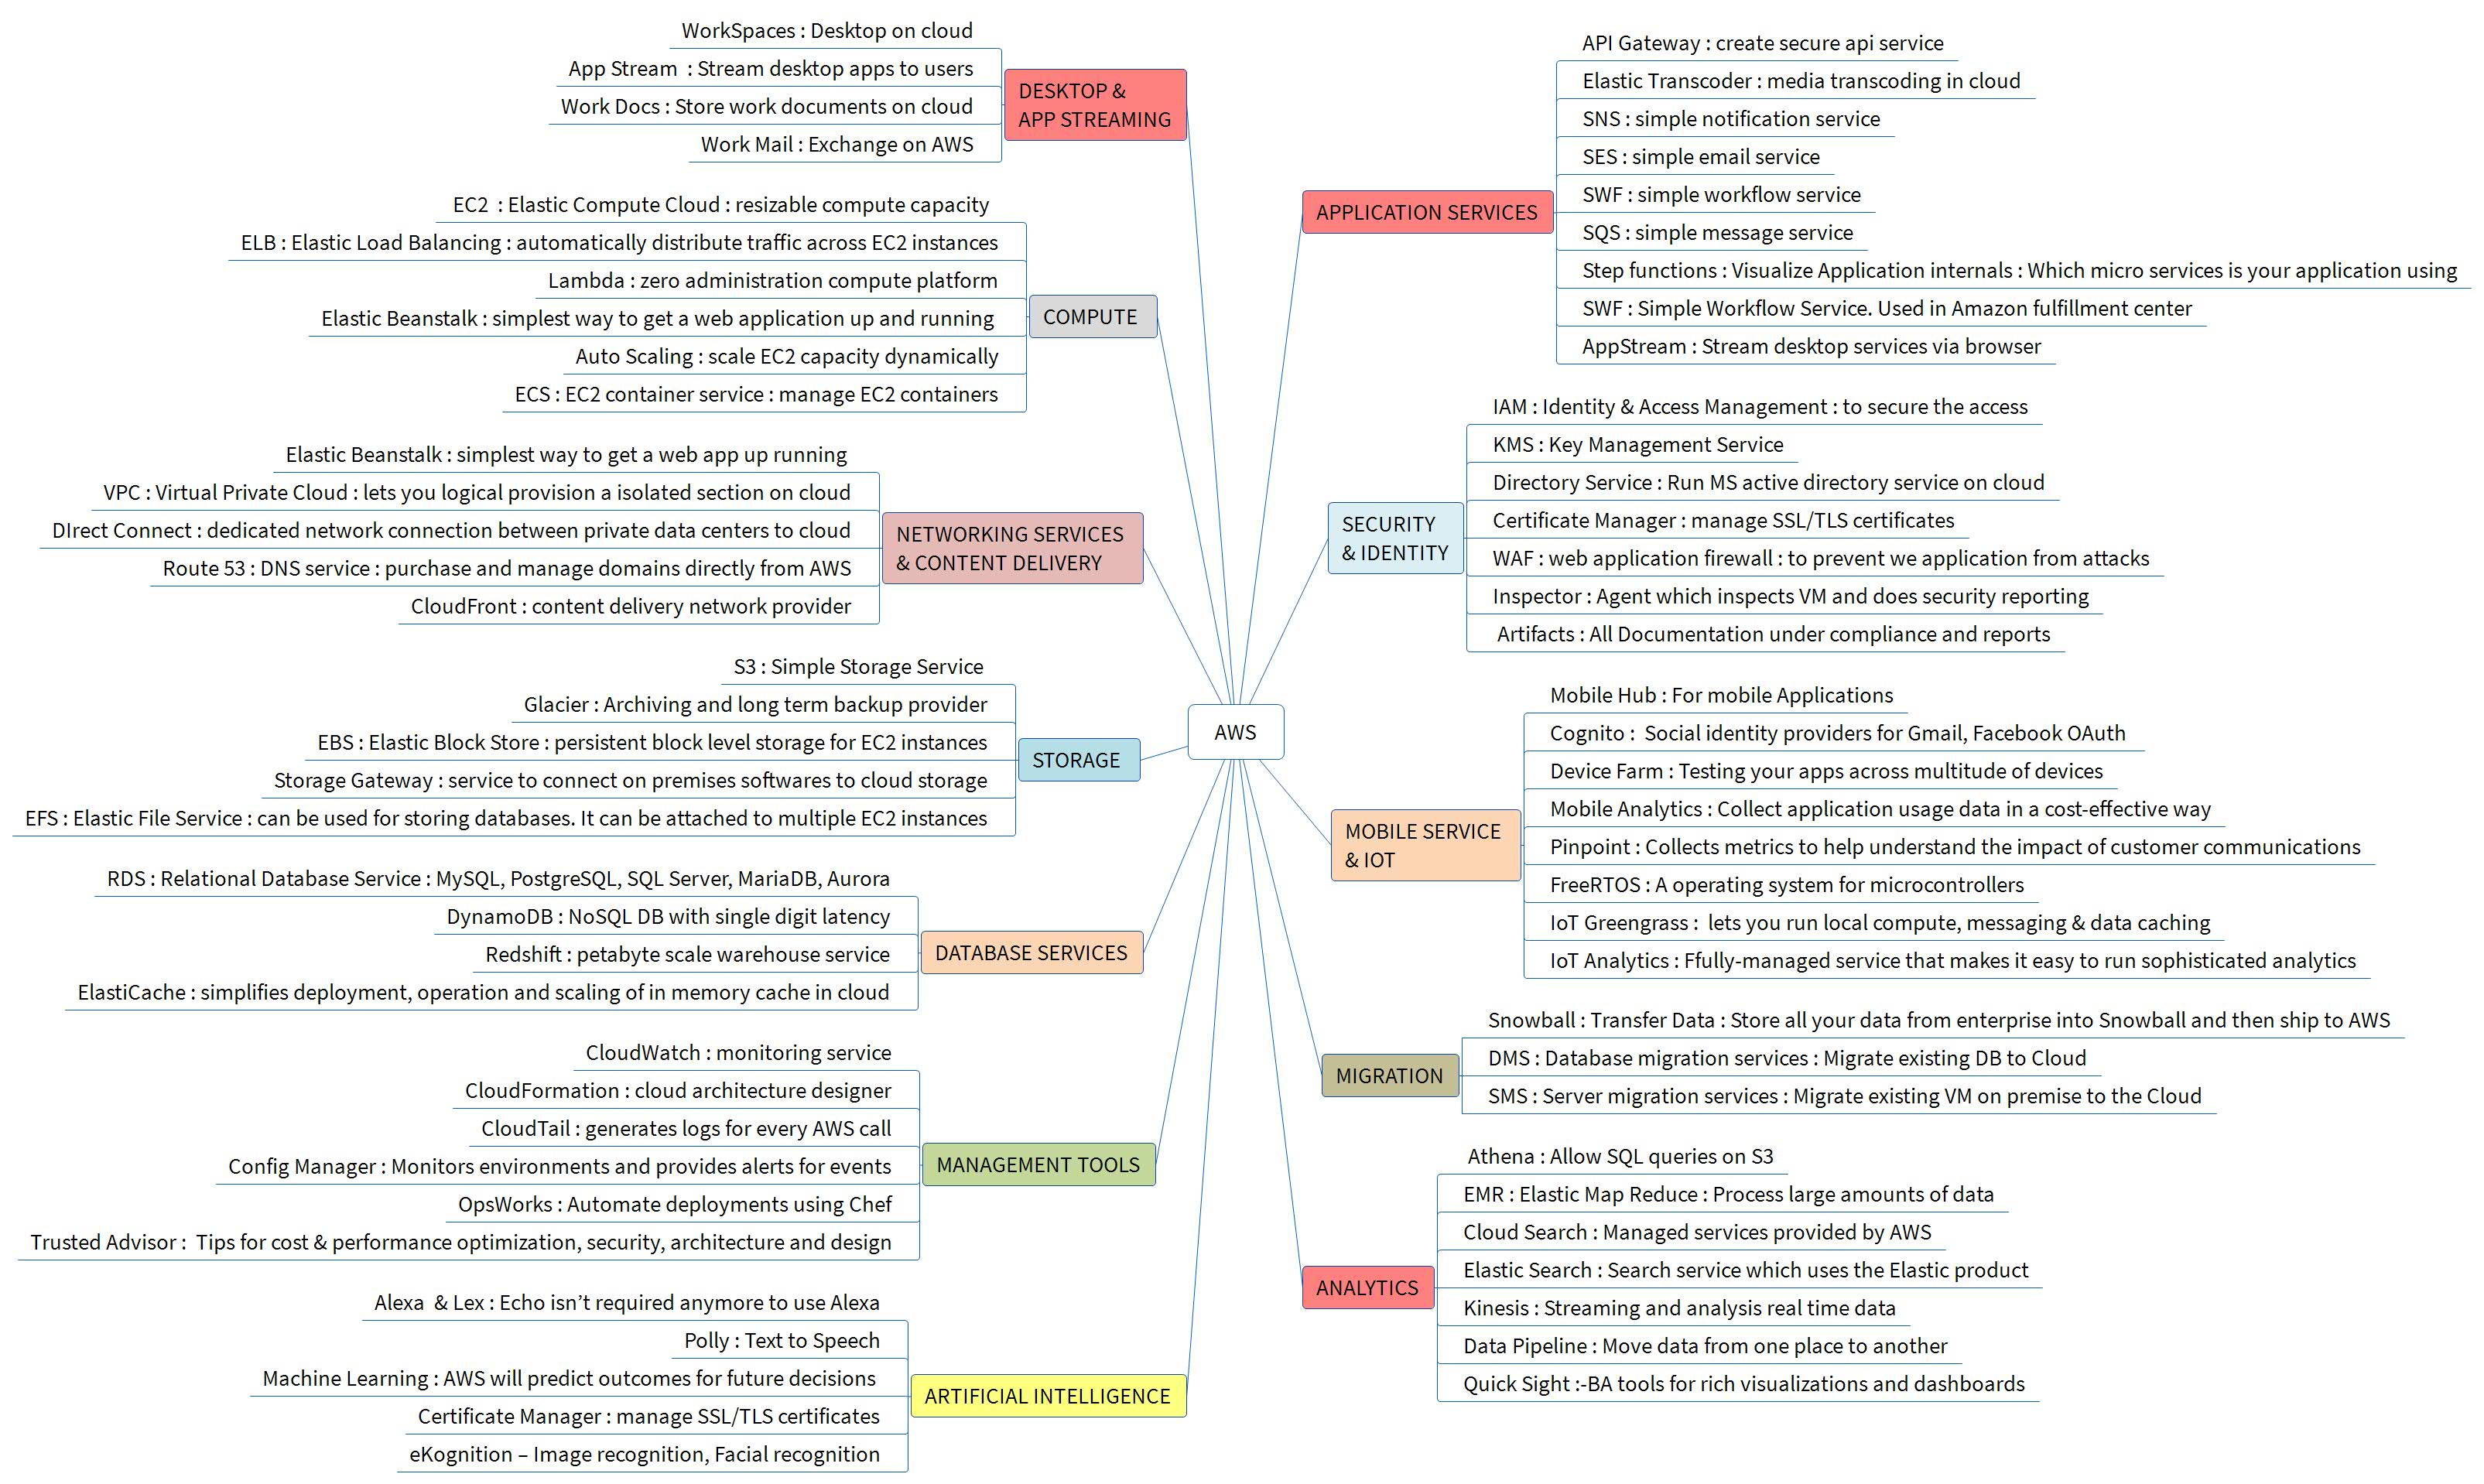 WorkSpaces : Desktop on cloud
App Stream  : Stream desktop apps to users
Work Docs : Store work documents on cloud
Work Mail : Exchange on AWS
DESKTOP &
APP STREAMING
EC2  : Elastic Compute Cloud : resizable compute capacity
ELB : Elastic Load Balancing : automatically distribute traffic across EC2 instances
Lambda : zero administration compute platform
Elastic Beanstalk : simplest way to get a web application up and running
Auto Scaling : scale EC2 capacity dynamically
ECS : EC2 container service : manage EC2 containers
COMPUTE
Elastic Beanstalk : simplest way to get a web app up running
VPC : Virtual Private Cloud : lets you logical provision a isolated section on cloud
DIrect Connect : dedicated network connection between private data centers to cloud
Route 53 : DNS service : purchase and manage domains directly from AWS
CloudFront : content delivery network provider
NETWORKING SERVICES
& CONTENT DELIVERY
S3 : Simple Storage Service
Glacier : Archiving and long term backup provider
EBS : Elastic Block Store : persistent block level storage for EC2 instances
Storage Gateway : service to connect on premises softwares to cloud storage
EFS : Elastic File Service : can be used for storing databases. It can be attached to multiple EC2 instances
STORAGE
RDS : Relational Database Service : MySQL, PostgreSQL, SQL Server, MariaDB, Aurora
DynamoDB : NoSQL DB with single digit latency
Redshift : petabyte scale warehouse service
ElastiCache : simplifies deployment, operation and scaling of in memory cache in cloud
DATABASE SERVICES
CloudWatch : monitoring service
CloudFormation : cloud architecture designer
CloudTail : generates logs for every AWS call
Config Manager : Monitors environments and provides alerts for events
OpsWorks : Automate deployments using Chef
Trusted Advisor :  Tips for cost & performance optimization, security, architecture and design
MANAGEMENT TOOLS
Alexa  & Lex : Echo isn’t required anymore to use Alexa
Polly : Text to Speech
Machine Learning : AWS will predict outcomes for future decisions
Certificate Manager : manage SSL/TLS certificates
eKognition – Image recognition, Facial recognition
ARTIFICIAL INTELLIGENCE
AWS
APPLICATION SERVICES
API Gateway : create secure api service
Elastic Transcoder : media transcoding in cloud
SNS : simple notification service
SES : simple email service
SWF : simple workflow service
SQS : simple message service
Step functions : Visualize Application internals : Which micro services is your application using
SWF : Simple Workflow Service. Used in Amazon fulfillment center
AppStream : Stream desktop services via browser
SECURITY
& IDENTITY
IAM : Identity & Access Management : to secure the access
KMS : Key Management Service
Directory Service : Run MS active directory service on cloud
Certificate Manager : manage SSL/TLS certificates
WAF : web application firewall : to prevent we application from attacks
Inspector : Agent which inspects VM and does security reporting
Artifacts : All Documentation under compliance and reports
MOBILE SERVICE
& IOT
Mobile Hub : For mobile Applications
Cognito :  Social identity providers for Gmail, Facebook OAuth
Device Farm : Testing your apps across multitude of devices
Mobile Analytics : Collect application usage data in a cost-effective way
Pinpoint : Collects metrics to help understand the impact of customer communications
FreeRTOS : A operating system for microcontrollers
IoT Greengrass :  lets you run local compute, messaging & data caching
IoT Analytics : Ffully-managed service that makes it easy to run sophisticated analytics
MIGRATION
Snowball : Transfer Data : Store all your data from enterprise into Snowball and then ship to AWS
DMS : Database migration services : Migrate existing DB to Cloud
SMS : Server migration services : Migrate existing VM on premise to the Cloud
ANALYTICS
Athena : Allow SQL queries on S3
EMR : Elastic Map Reduce : Process large amounts of data
Cloud Search : Managed services provided by AWS
Elastic Search : Search service which uses the Elastic product
Kinesis : Streaming and analysis real time data
Data Pipeline : Move data from one place to another
Quick Sight :-BA tools for rich visualizations and dashboards